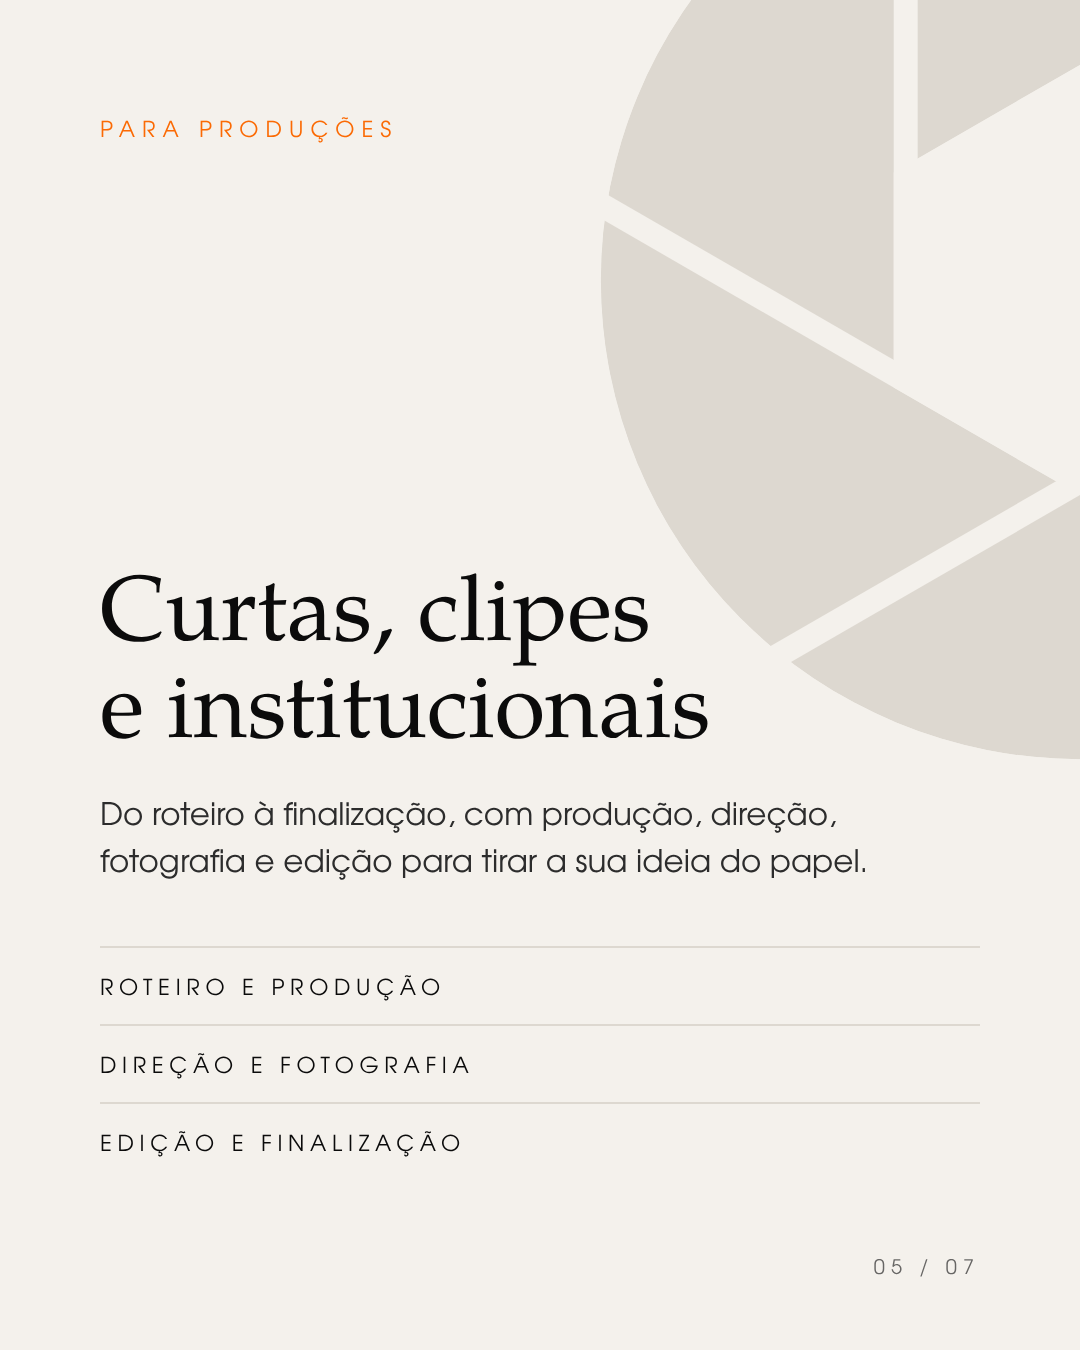 PARA PRODUÇÕES
Curtas, clipes
e institucionais
Do roteiro à finalização, com produção, direção,
fotografia e edição para tirar a sua ideia do papel.
ROTEIRO E PRODUÇÃO
DIREÇÃO E FOTOGRAFIA
EDIÇÃO E FINALIZAÇÃO
05 / 07